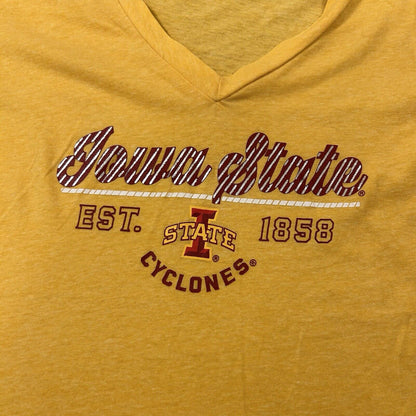 Iowa State®
EST. 1858
I
STATE®
CYCLONES®